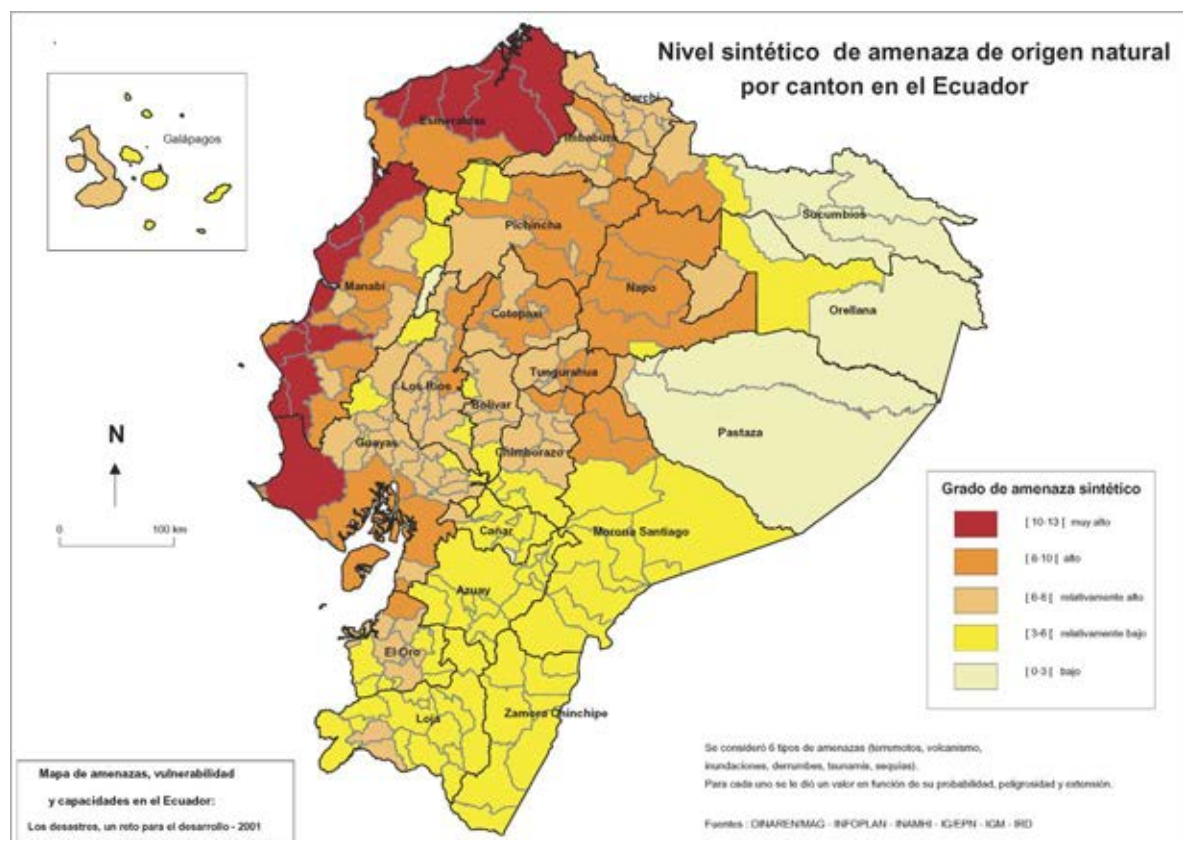 Nivel sintético de amenaza de origen natural
por canton en el Ecuador
Galápagos
Carchi
Esmeraldas
Imbabura
Sucumbios
Pichincha
Manabi
Napo
Orellana
Cotopaxi
Tungurahua
Los Rios
Bolivar
Pastaza
Guayas
Chimborazo
N
0 100 km
Cañar
Morona Santiago
Azuay
El Oro
Loja
Zamora Chinchipe
Grado de amenaza sintético
[ 10-13 [ muy alto
[ 8-10 [ alto
[ 6-8 [ relativamente alto
[ 3-6 [ relativamente bajo
[ 0-3 [ bajo
Se consideró 6 tipos de amenazas (terremotos, volcanismo,
inundaciones, derrumbes, tsunamis, sequías).
Para cada uno se le dió un valor en función de su probabilidad, peligrosidad y extensión.
Fuentes : DINAREN/MAG - INFOPLAN - INAMHI - IG/EPN - IGM - IRD
Mapa de amenazas, vulnerabilidad
y capacidades en el Ecuador:
Los desastres, un reto para el desarrollo - 2001